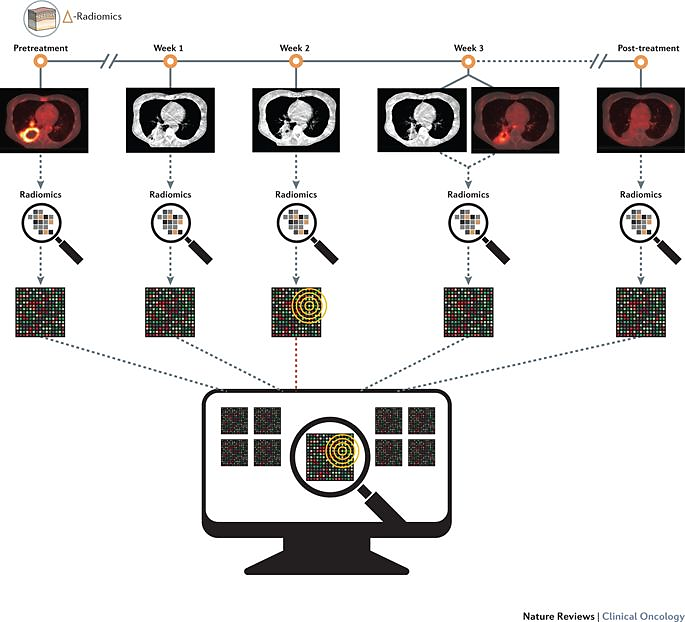 Δ-Radiomics
Pretreatment Week 1 Week 2 Week 3 Post-treatment
Radiomics Radiomics Radiomics Radiomics Radiomics
Nature Reviews | Clinical Oncology